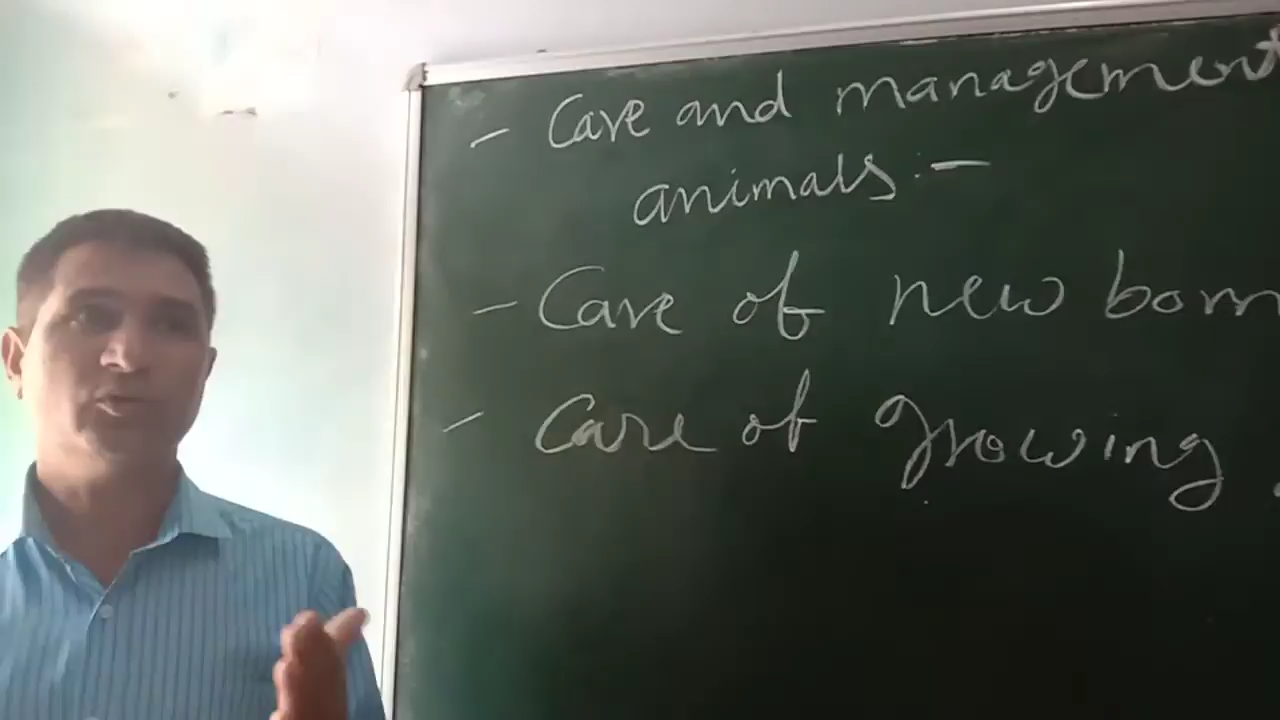 - Care and management
animals:-
- Care of new born
- Care of growing